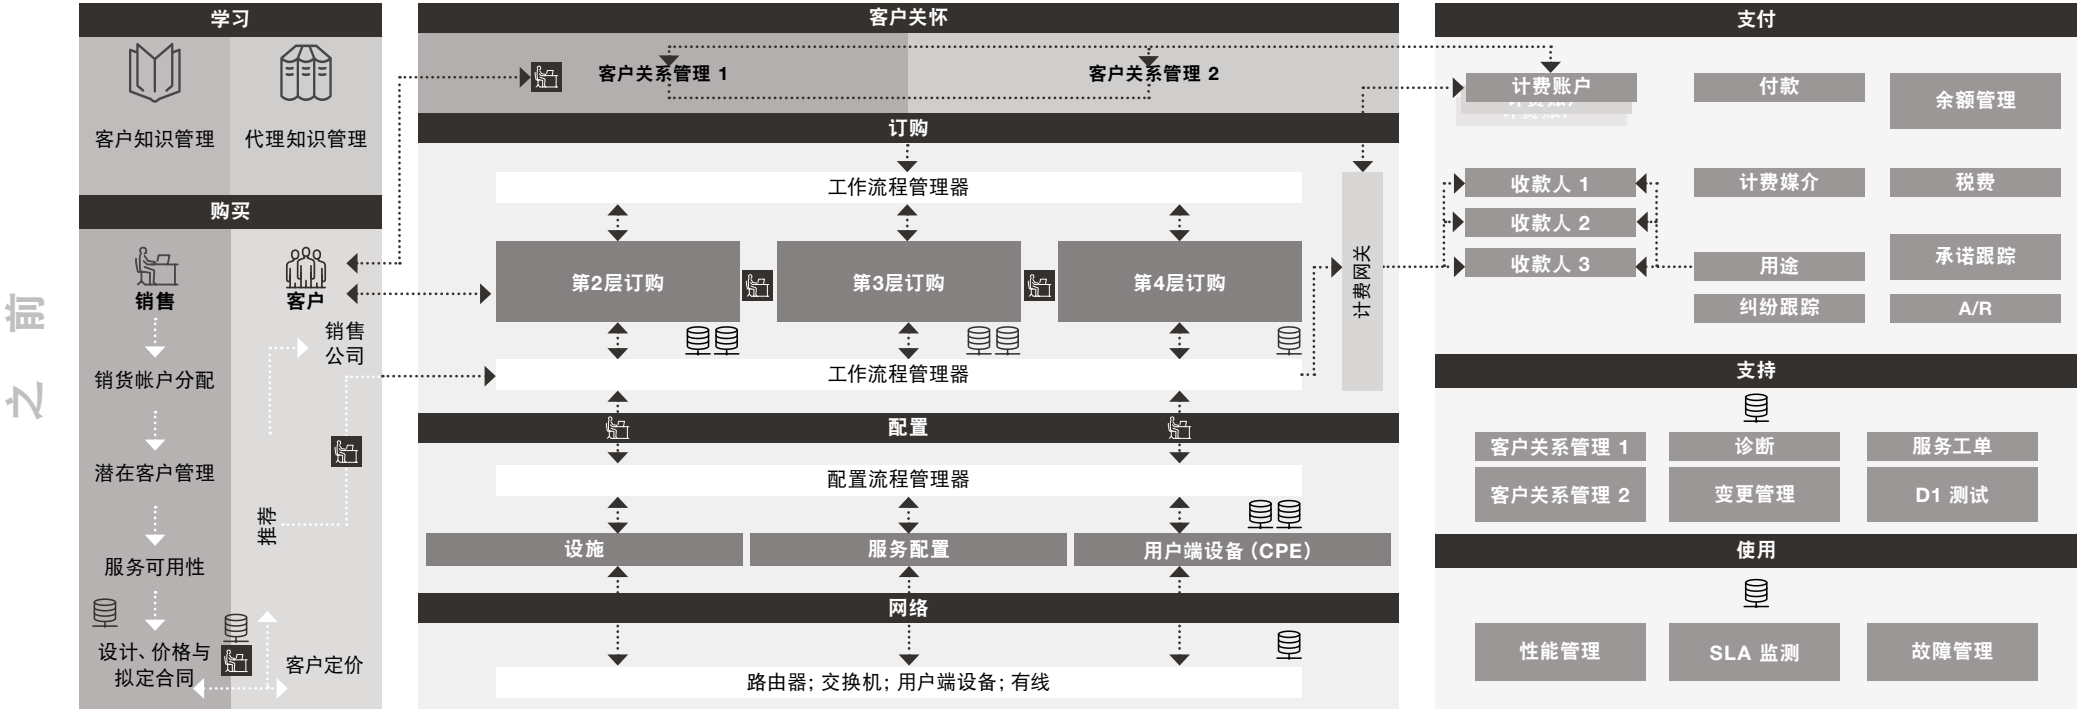 之前
学习
客户知识管理
代理知识管理
购买
销售
客户
销售
公司
销货帐户分配
潜在客户管理
推荐
服务可用性
设计、价格与
拟定合同
客户定价
客户关怀
客户关系管理 1
客户关系管理 2
订购
工作流程管理器
第2层订购
第3层订购
第4层订购
计费网关
工作流程管理器
配置
配置流程管理器
设施
服务配置
用户端设备（CPE）
网络
路由器；交换机；用户端设备；有线
支付
计费账户
计费账户
计费账户
付款
余额管理
收款人 1
计费媒介
税费
收款人 2
收款人 3
用途
承诺跟踪
纠纷跟踪
A/R
支持
客户关系管理 1
诊断
服务工单
客户关系管理 2
变更管理
D1 测试
使用
性能管理
SLA 监测
故障管理